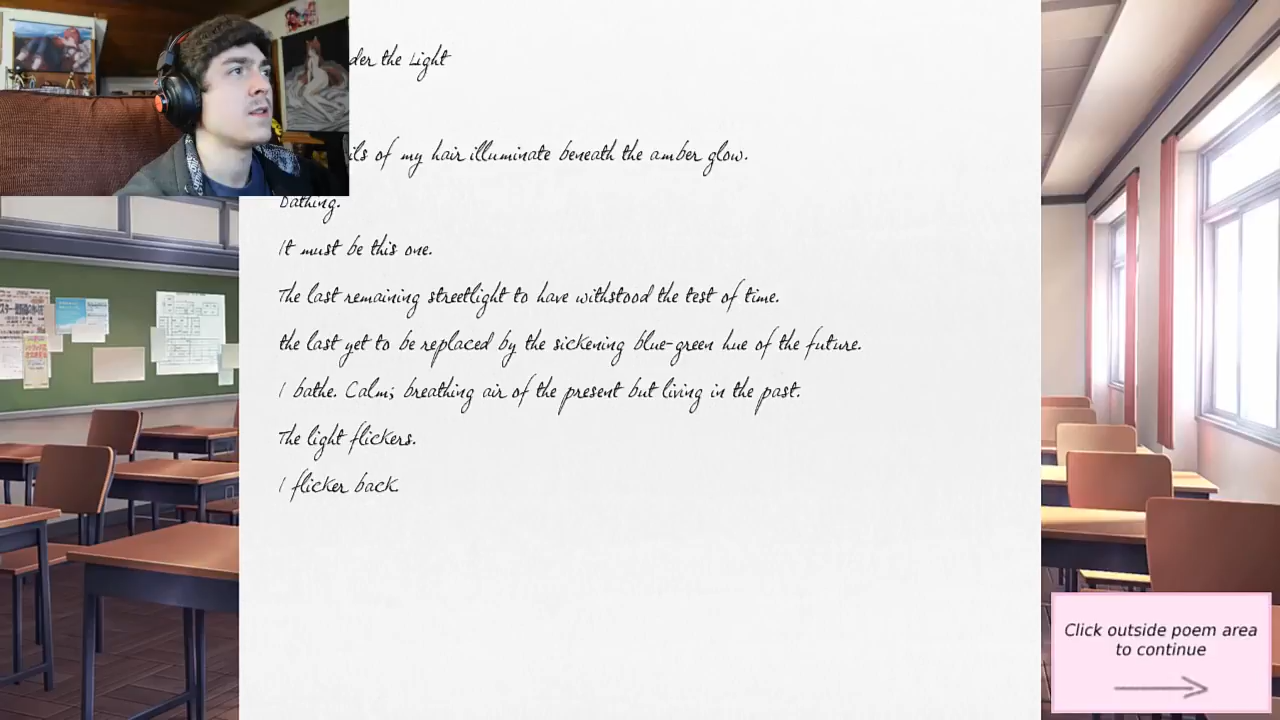 the Light
of my hair illuminate beneath the amber glow.
Bathing.
It must be this one.
The last remaining streetlight to have withstood the test of time.
the last yet to be replaced by the sickening blue-green hue of the future.
I bathe. Calm; breathing air of the present but living in the past.
The light flickers.
I flicker back.
Click outside poem area
to continue